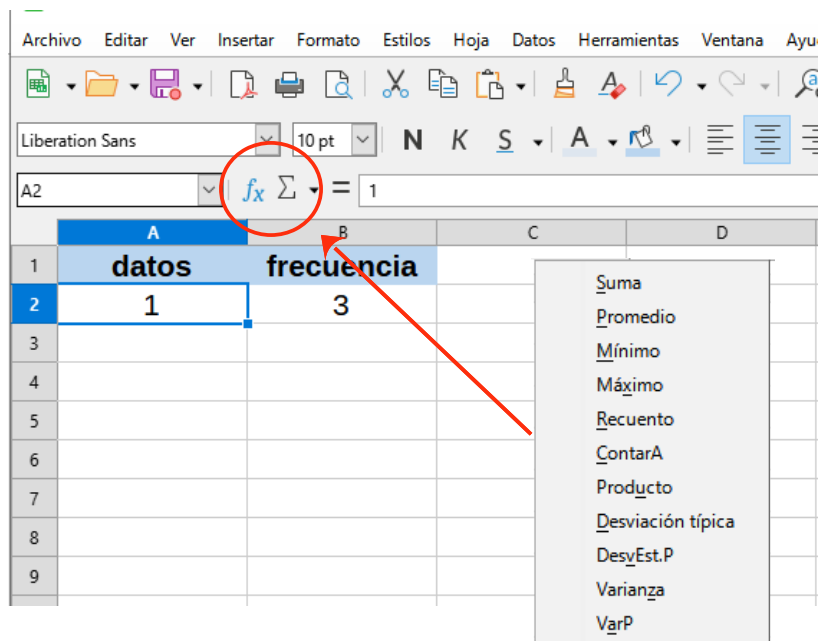 Archivo Editar Ver Insertar Formato Estilos Hoja Datos Herramientas Ventana Ayu
Liberation Sans 10 pt N K S A
A2 fx Σ = 1
A B C D
1 datos frecuencia
2 1 3
3
4
5
6
7
8
9
Suma
Promedio
Mínimo
Máximo
Recuento
ContarA
Producto
Desviación típica
DesvEst.P
Varianza
VarP